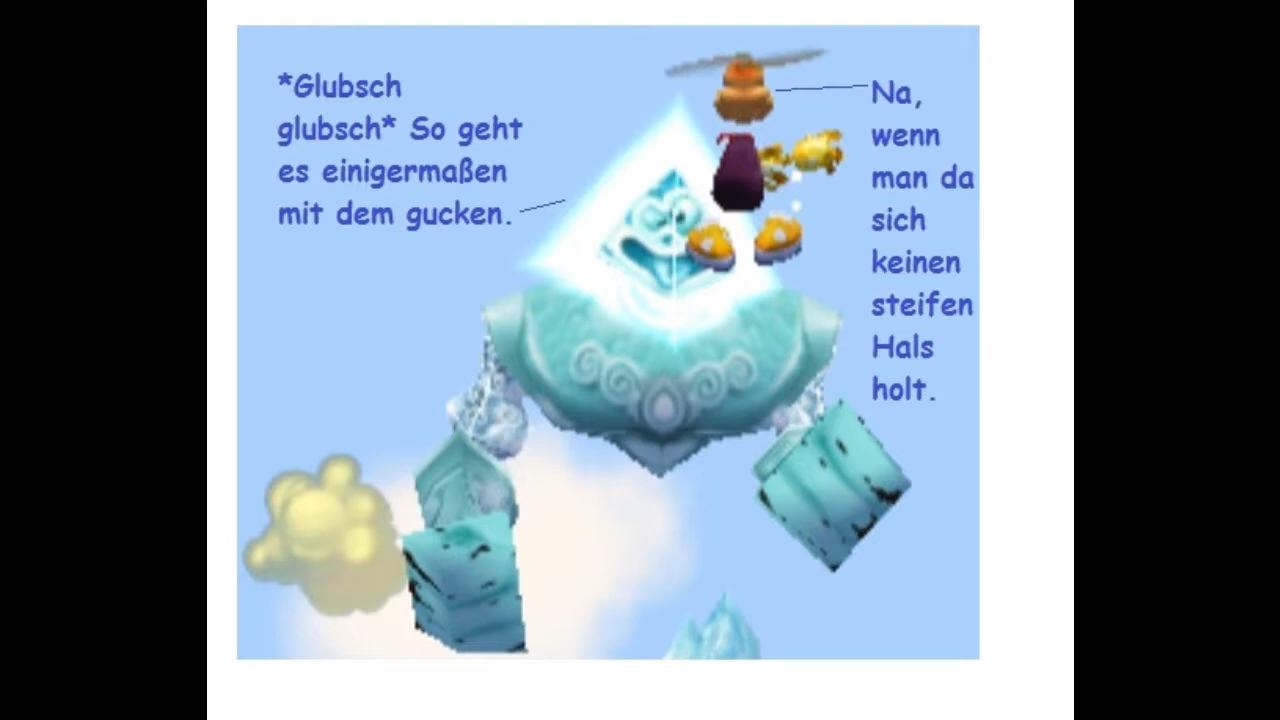 *Glubsch
glubsch* So geht
es einigermaßen
mit dem gucken.
Na,
wenn
man da
sich
keinen
steifen
Hals
holt.